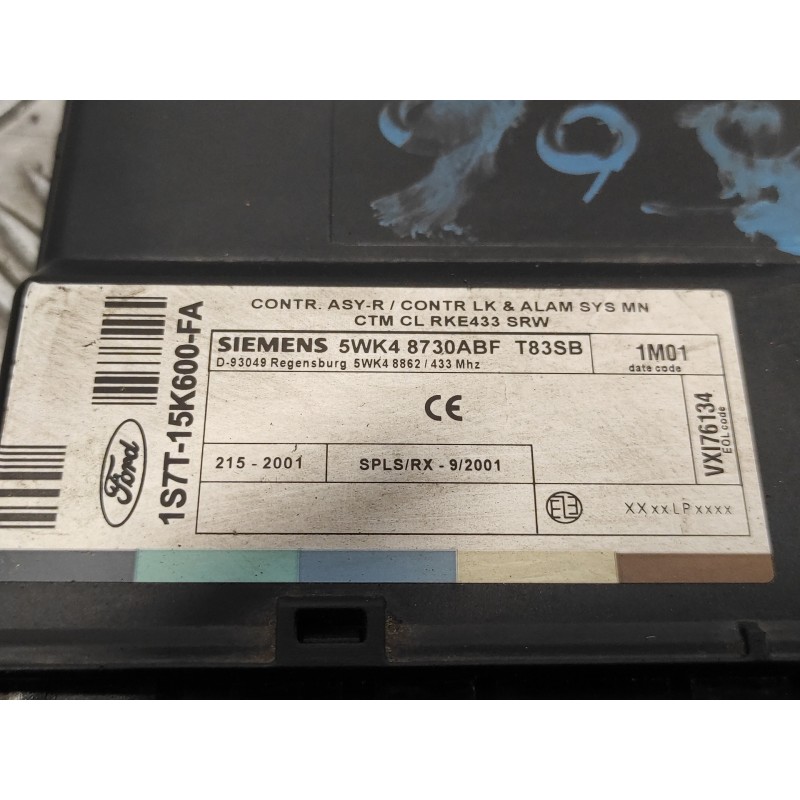 CONTR. ASY-R / CONTR LK & ALAM SYS MN
CTM CL RKE433 SRW
SIEMENS 5WK4 8730ABF T83SB
D-93049 Regensburg 5WK4 8862 / 433 Mhz
1M01
date code
CE
VXI76134
EOL code
215 - 2001
SPLS/RX - 9/2001
XXxxLPxxxx
Ford
1S7T-15K600-FA